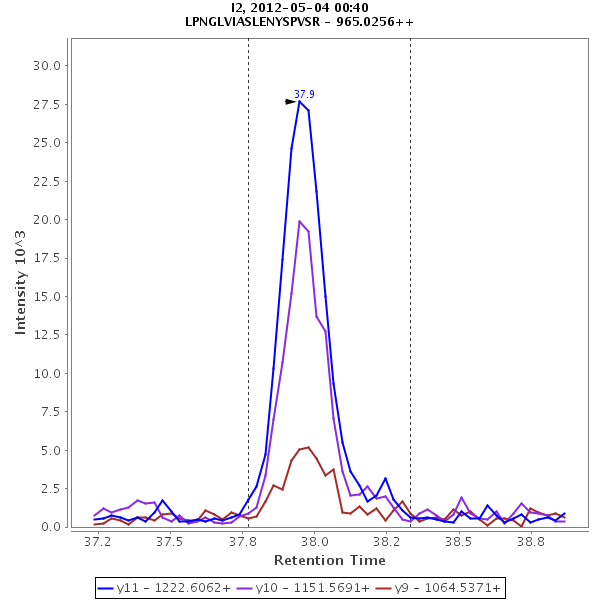 I2, 2012-05-04 00:40
LPNGLVIASLENYSPVSR - 965.0256++
Intensity 10^3
30.0
27.5
25.0
22.5
20.0
17.5
15.0
12.5
10.0
7.5
5.0
2.5
0.0
37.9
37.2 37.5 37.8 38.0 38.2 38.5 38.8
Retention Time
y11 - 1222.6062+ y10 - 1151.5691+ y9 - 1064.5371+